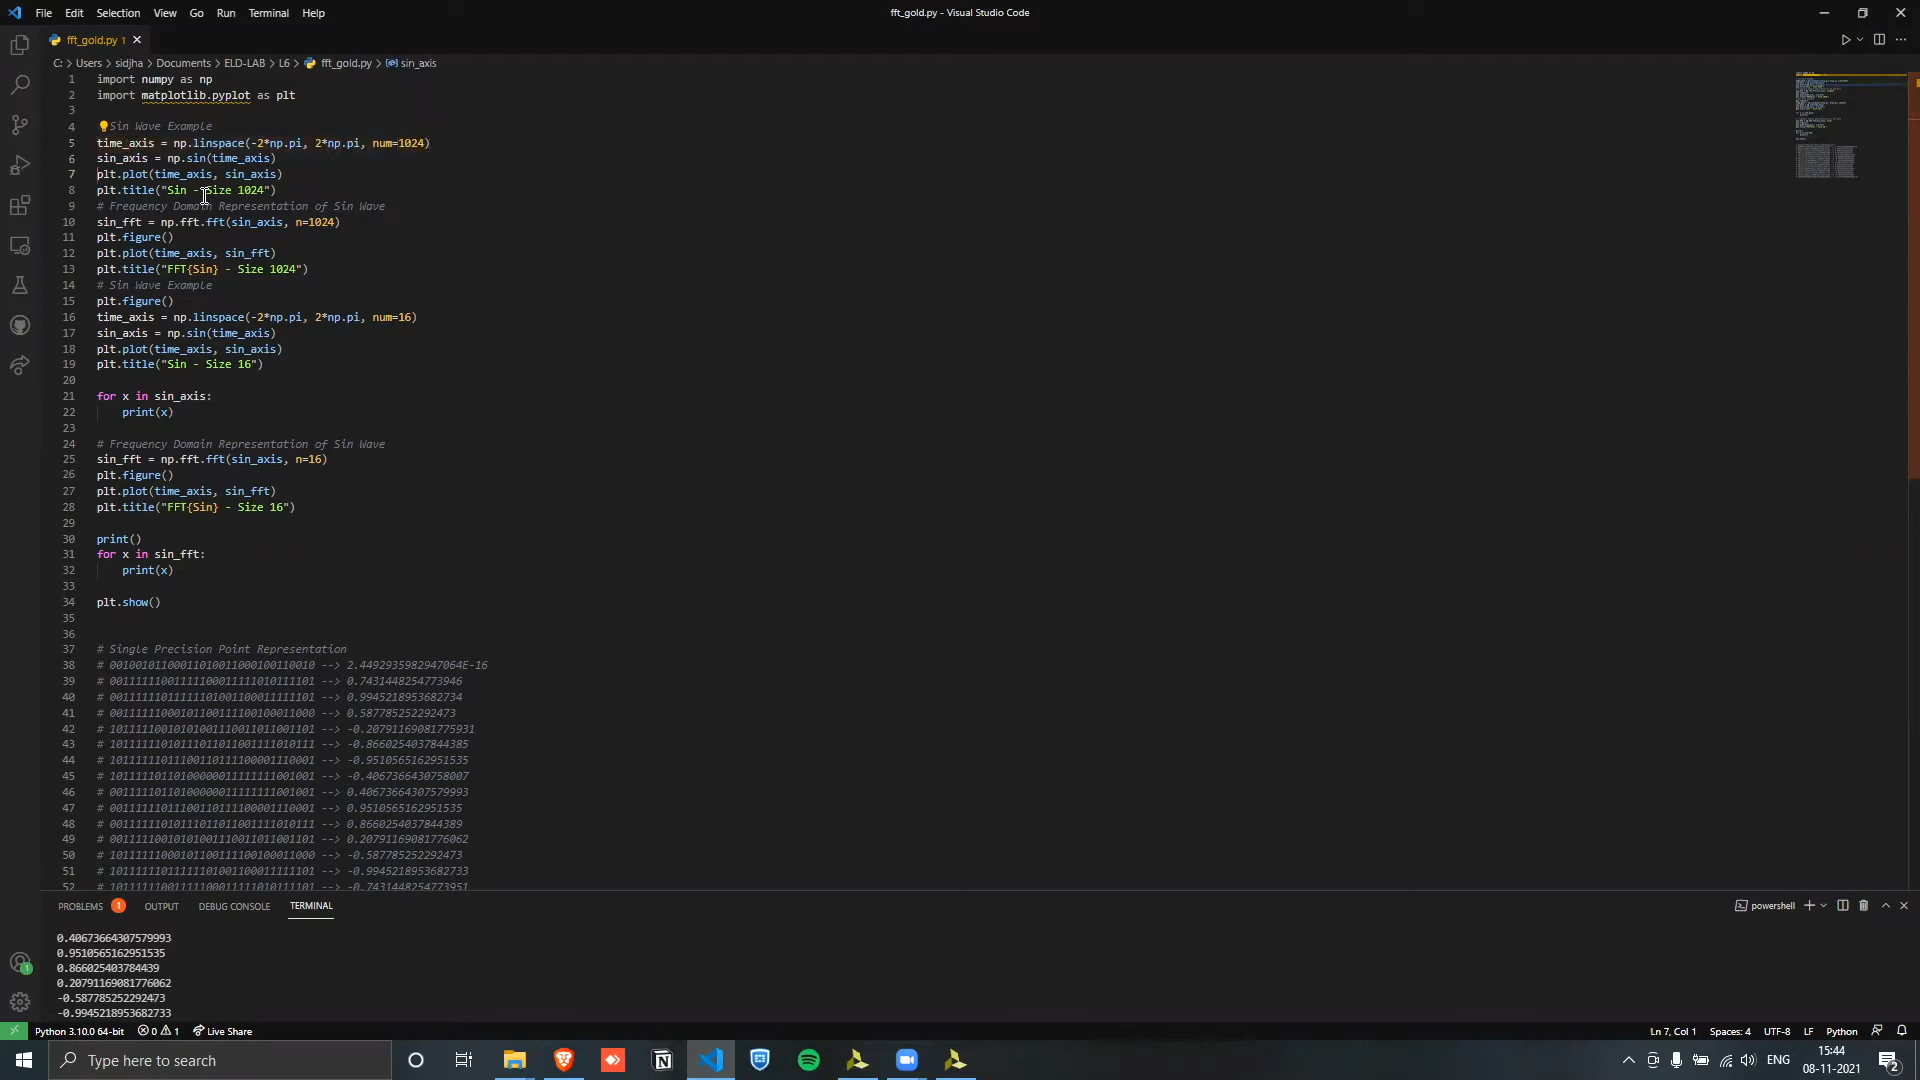 File Edit Selection View Go Run Terminal Help
fft_gold.py - Visual Studio Code
fft_gold.py 1
C: > Users > sidjha > Documents > ELD-LAB > L6 > fft_gold.py > sin_axis
1 import numpy as np
2 import matplotlib.pyplot as plt
3
4 Sin Wave Example
5 time_axis = np.linspace(-2*np.pi, 2*np.pi, num=1024)
6 sin_axis = np.sin(time_axis)
7 plt.plot(time_axis, sin_axis)
8 plt.title("Sin - Size 1024")
9 # Frequency Domain Representation of Sin Wave
10 sin_fft = np.fft.fft(sin_axis, n=1024)
11 plt.figure()
12 plt.plot(time_axis, sin_fft)
13 plt.title("FFT{Sin} - Size 1024")
14 # Sin Wave Example
15 plt.figure()
16 time_axis = np.linspace(-2*np.pi, 2*np.pi, num=16)
17 sin_axis = np.sin(time_axis)
18 plt.plot(time_axis, sin_axis)
19 plt.title("Sin - Size 16")
20
21 for x in sin_axis:
22 print(x)
23
24 # Frequency Domain Representation of Sin Wave
25 sin_fft = np.fft.fft(sin_axis, n=16)
26 plt.figure()
27 plt.plot(time_axis, sin_fft)
28 plt.title("FFT{Sin} - Size 16")
29
30 print()
31 for x in sin_fft:
32 print(x)
33
34 plt.show()
35
36
37 # Single Precision Point Representation
38 # 00100101100011010011000100110010 --> 2.4492935982947064E-16
39 # 00111111001111100011111010111101 --> 0.7431448254773946
40 # 00111111011111101001100011111101 --> 0.9945218953682734
41 # 00111111000101100111100100011000 --> 0.587785252292473
42 # 10111110010101001110011011001101 --> -0.20791169081775931
43 # 10111111010111011011001111010111 --> -0.8660254037844385
44 # 10111111011100110111100001110001 --> -0.9510565162951535
45 # 10111110110100000011111111001001 --> -0.4067366430758007
46 # 00111110110100000011111111001001 --> 0.40673664307579993
47 # 00111111011100110111100001110001 --> 0.9510565162951535
48 # 00111111010111011011001111010111 --> 0.8660254037844389
49 # 00111110010101001110011011001101 --> 0.20791169081776062
50 # 10111111000101100111100100011000 --> -0.587785252292473
51 # 10111111011111101001100011111101 --> -0.9945218953682733
52 # 10111111001111100011111010111101 --> -0.7431448254773951
PROBLEMS 1 OUTPUT DEBUG CONSOLE TERMINAL
powershell
0.40673664307579993
0.9510565162951535
0.866025403784439
0.20791169081776062
-0.587785252292473
-0.9945218953682733
Python 3.10.0 64-bit 0 1 Live Share
Ln 7, Col 1 Spaces: 4 UTF-8 LF Python
Type here to search
ENG
15:44
08-11-2021
2